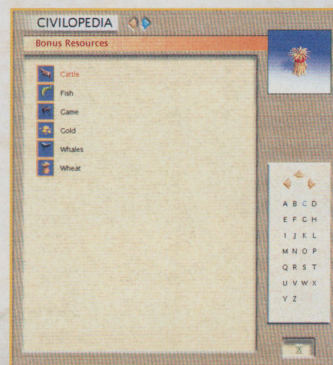 CIVILOPEDIA
Bonus Resources
Cattle
Fish
Game
Gold
Whales
Wheat
A B C D
E F G H
I J K L
M N O P
Q R S T
U V W X
Y Z
X